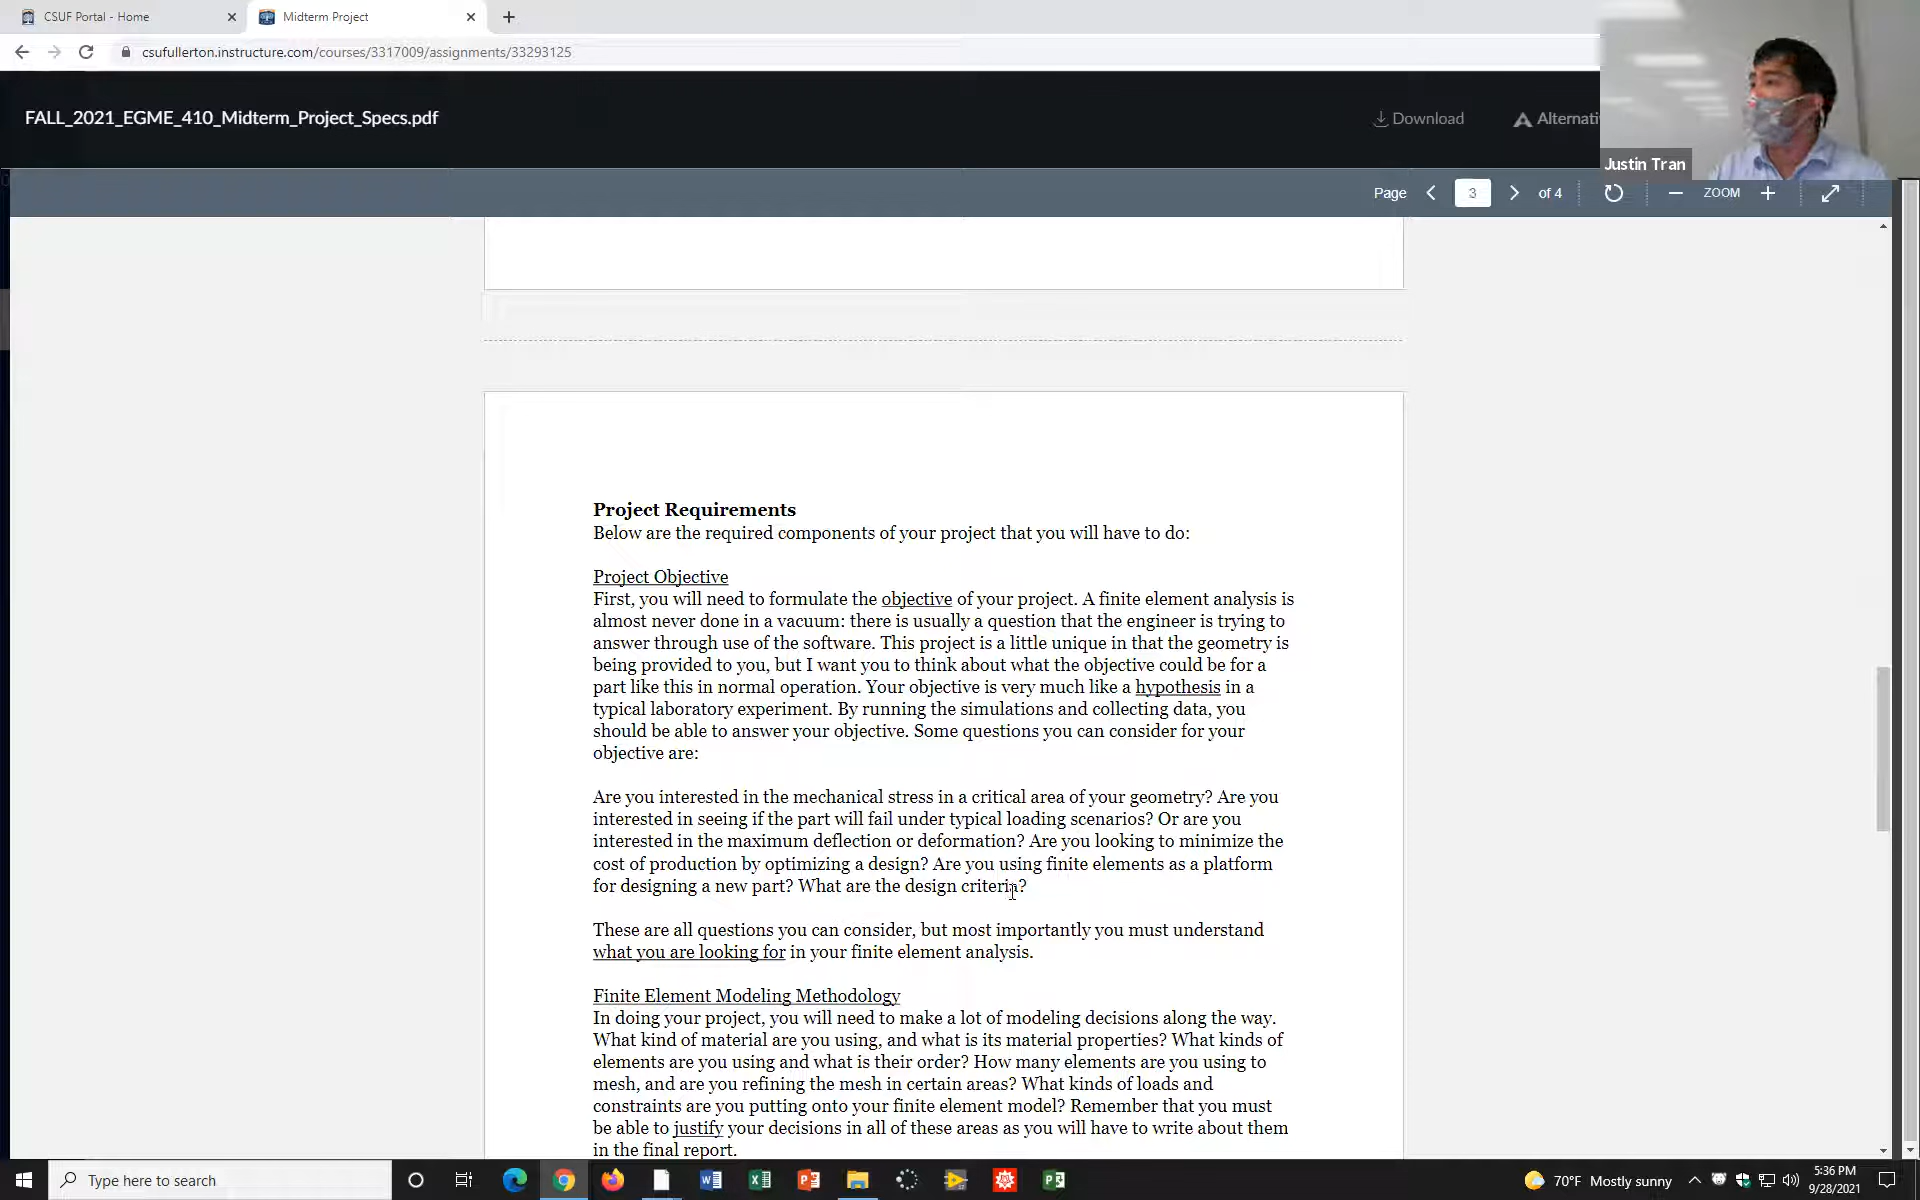 CSUF Portal - Home
Midterm Project
csufullerton.instructure.com/courses/3317009/assignments/33293125
FALL_2021_EGME_410_Midterm_Project_Specs.pdf
Download
Alternati
Justin Tran
Page
3
of 4
ZOOM
Project Requirements
Below are the required components of your project that you will have to do:
Project Objective
First, you will need to formulate the objective of your project. A finite element analysis is
almost never done in a vacuum: there is usually a question that the engineer is trying to
answer through use of the software. This project is a little unique in that the geometry is
being provided to you, but I want you to think about what the objective could be for a
part like this in normal operation. Your objective is very much like a hypothesis in a
typical laboratory experiment. By running the simulations and collecting data, you
should be able to answer your objective. Some questions you can consider for your
objective are:
Are you interested in the mechanical stress in a critical area of your geometry? Are you
interested in seeing if the part will fail under typical loading scenarios? Or are you
interested in the maximum deflection or deformation? Are you looking to minimize the
cost of production by optimizing a design? Are you using finite elements as a platform
for designing a new part? What are the design criteria?
These are all questions you can consider, but most importantly you must understand
what you are looking for in your finite element analysis.
Finite Element Modeling Methodology
In doing your project, you will need to make a lot of modeling decisions along the way.
What kind of material are you using, and what is its material properties? What kinds of
elements are you using and what is their order? How many elements are you using to
mesh, and are you refining the mesh in certain areas? What kinds of loads and
constraints are you putting onto your finite element model? Remember that you must
be able to justify your decisions in all of these areas as you will have to write about them
in the final report.
Type here to search
70°F Mostly sunny
5:36 PM
9/28/2021